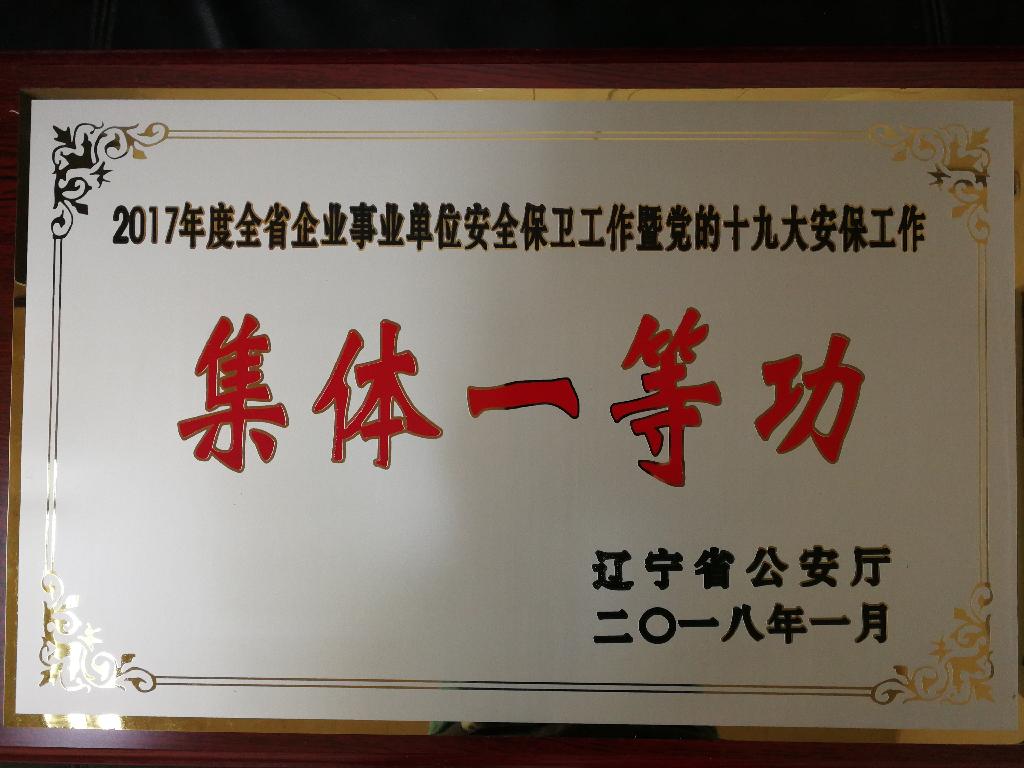 2017年度全省企业事业单位安全保卫工作暨党的十九大安保工作
集体一等功
辽宁省公安厅
二〇一八年一月